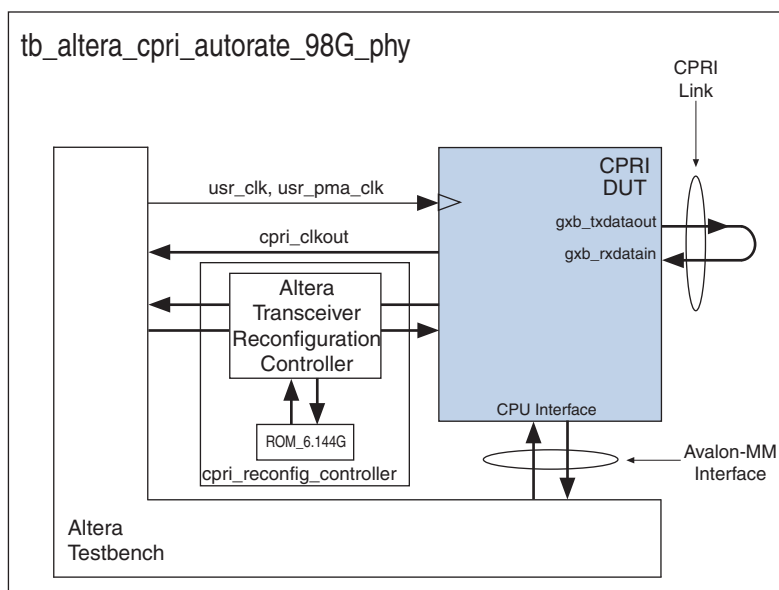 tb_altera_cpri_autorate_98G_phy
CPRI
Link
usr_clk, usr_pma_clk
CPRI
DUT
cpri_clkout
gxb_txdataout
gxb_rxdatain
Altera
Transceiver
Reconfiguration
Controller
ROM_6.144G
cpri_reconfig_controller
CPU Interface
Avalon-MM
Interface
Altera
Testbench